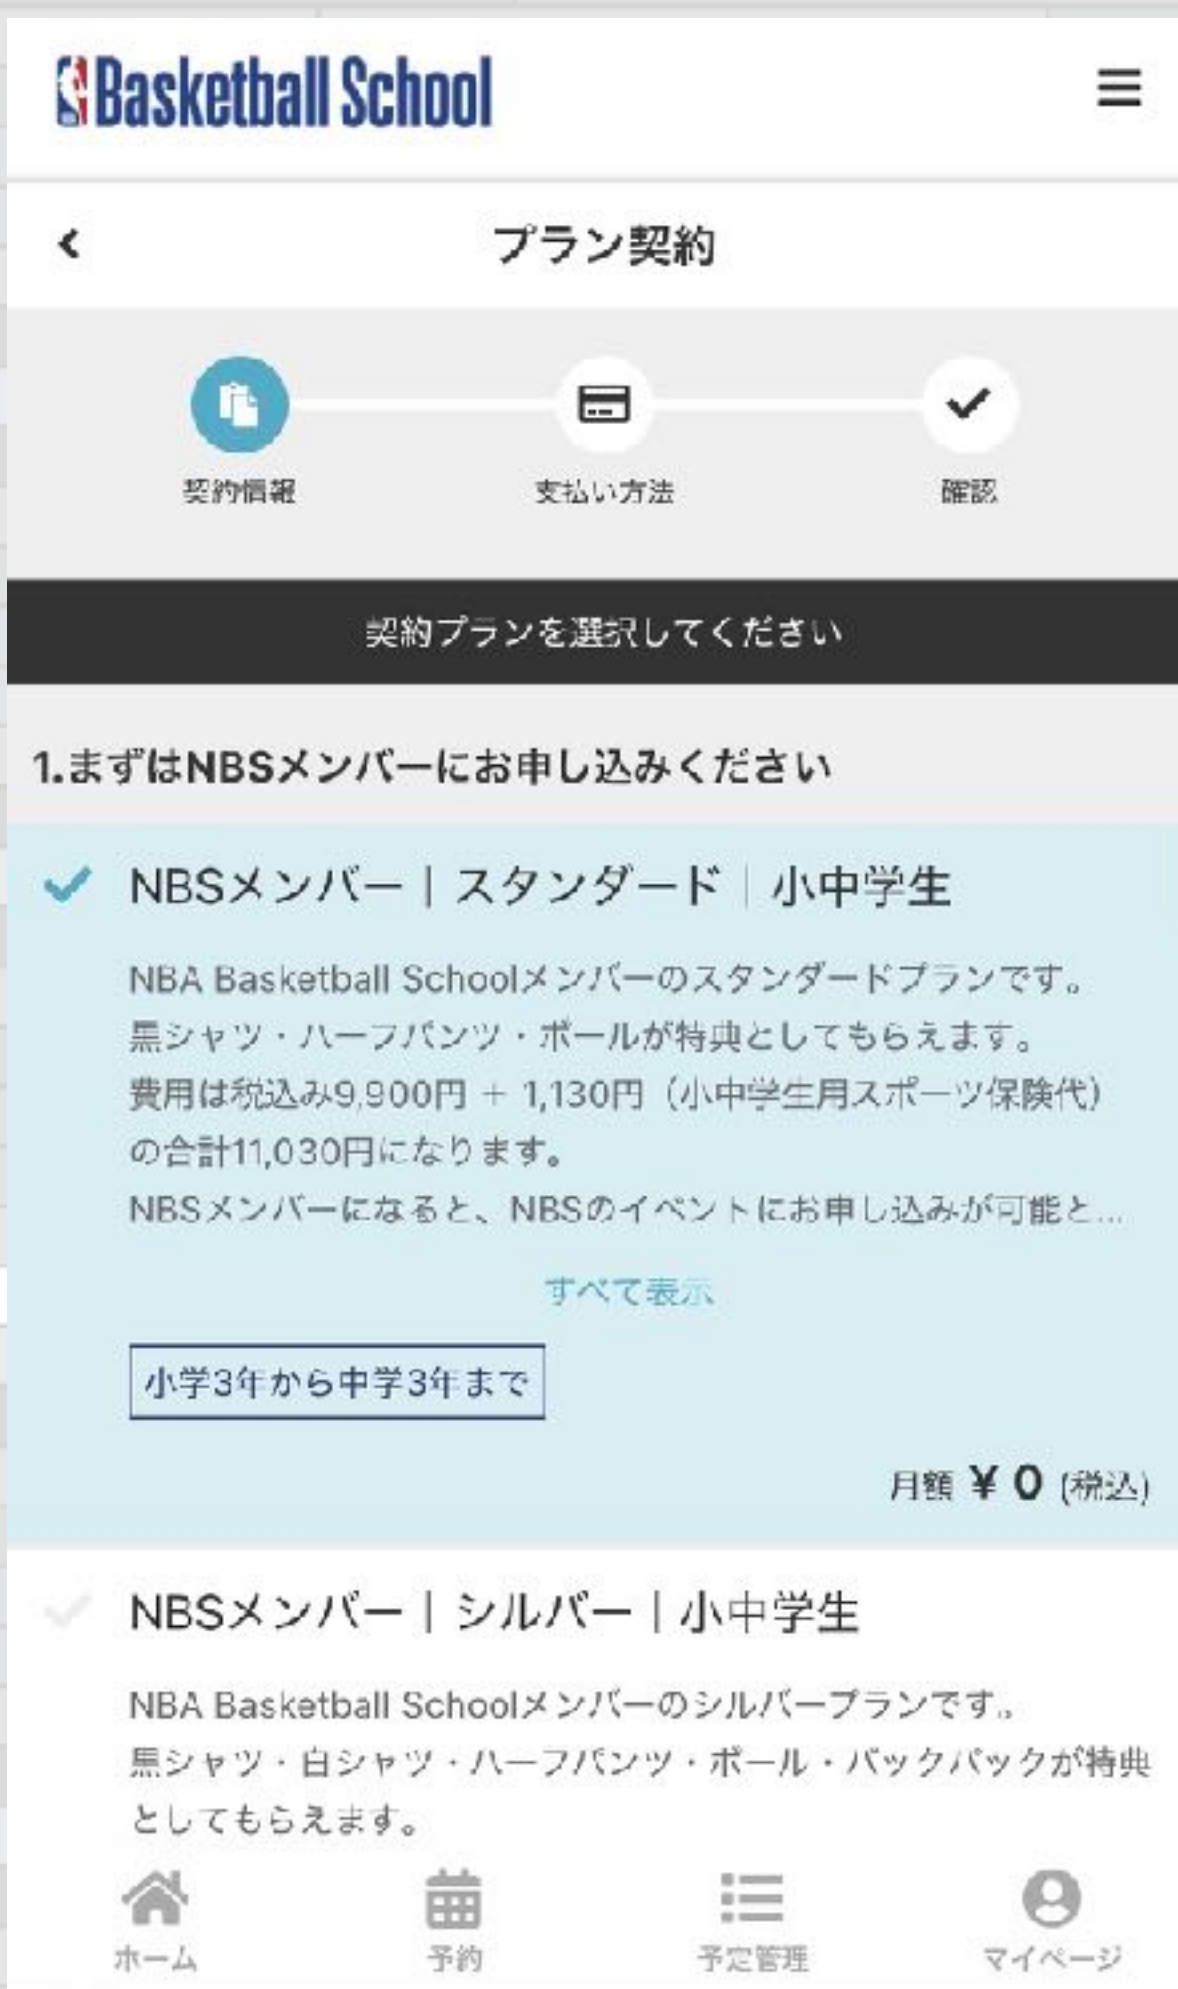 Basketball School
プラン契約
契約情報
支払い方法
確認
契約プランを選択してください
1.まずはNBSメンバーにお申し込みください
NBSメンバー｜スタンダード｜小中学生
NBA Basketball Schoolメンバーのスタンダードプランです。
黒シャツ・ハーフパンツ・ボールが特典としてもらえます。
費用は税込み9,900円 + 1,130円（小中学生用スポーツ保険代）
の合計11,030円になります。
NBSメンバーになると、NBSのイベントにお申し込みが可能と...
すべて表示
小学3年から中学3年まで
月額 ¥ 0 (税込)
NBSメンバー｜シルバー｜小中学生
NBA Basketball Schoolメンバーのシルバープランです。
黒シャツ・白シャツ・ハーフパンツ・ボール・バックパックが特典
としてもらえます。
ホーム
予約
予定管理
マイページ